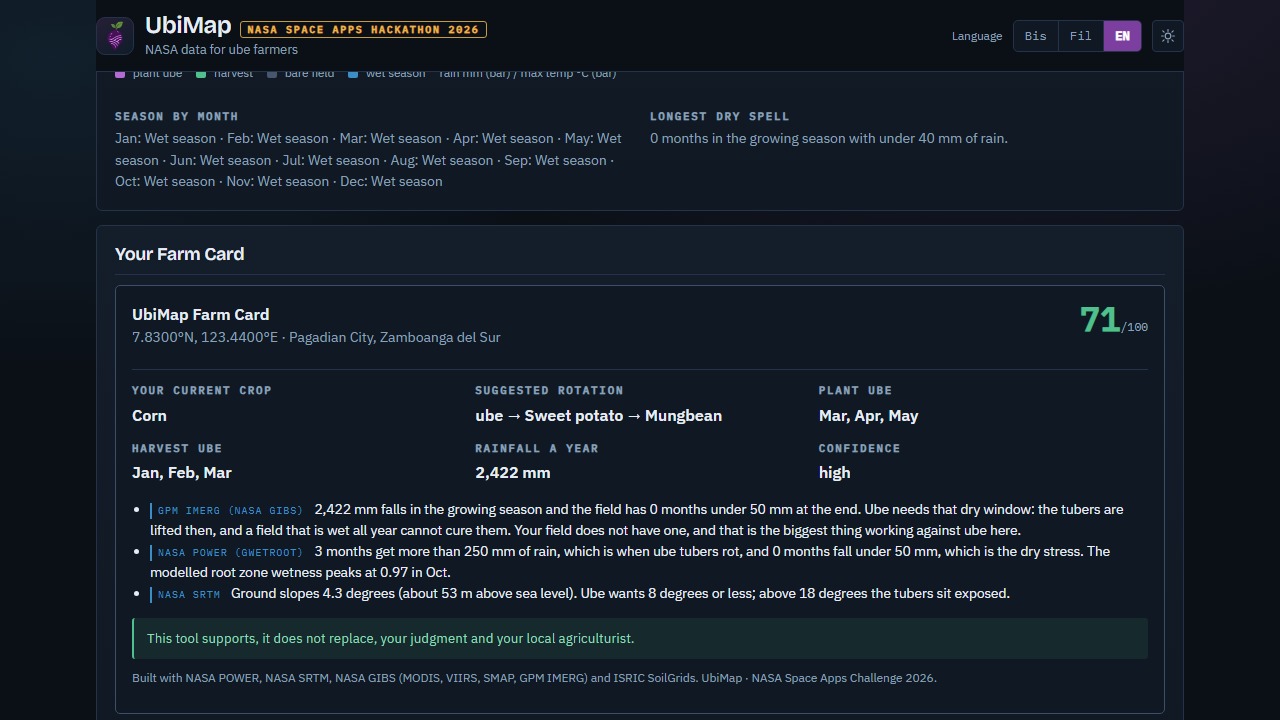 UbiMap NASA SPACE APPS HACKATHON 2026
NASA data for ube farmers
Language Bis Fil EN
plant ube harvest bare field wet season rain mm (bar) / max temp °C (bar)
SEASON BY MONTH
Jan: Wet season · Feb: Wet season · Mar: Wet season · Apr: Wet season · May: Wet
season · Jun: Wet season · Jul: Wet season · Aug: Wet season · Sep: Wet season ·
Oct: Wet season · Nov: Wet season · Dec: Wet season
LONGEST DRY SPELL
0 months in the growing season with under 40 mm of rain.
Your Farm Card
UbiMap Farm Card
7.8300°N, 123.4400°E · Pagadian City, Zamboanga del Sur
71/100
YOUR CURRENT CROP
Corn
SUGGESTED ROTATION
ube → Sweet potato → Mungbean
PLANT UBE
Mar, Apr, May
HARVEST UBE
Jan, Feb, Mar
RAINFALL A YEAR
2,422 mm
CONFIDENCE
high
• GPM IMERG (NASA GIBS) 2,422 mm falls in the growing season and the field has 0 months under 50 mm at the end. Ube needs that dry window: the tubers are
lifted then, and a field that is wet all year cannot cure them. Your field does not have one, and that is the biggest thing working against ube here.
• NASA POWER (GWETROOT) 3 months get more than 250 mm of rain, which is when ube tubers rot, and 0 months fall under 50 mm, which is the dry stress. The
modelled root zone wetness peaks at 0.97 in Oct.
• NASA SRTM Ground slopes 4.3 degrees (about 53 m above sea level). Ube wants 8 degrees or less; above 18 degrees the tubers sit exposed.
This tool supports, it does not replace, your judgment and your local agriculturist.
Built with NASA POWER, NASA SRTM, NASA GIBS (MODIS, VIIRS, SMAP, GPM IMERG) and ISRIC SoilGrids. UbiMap · NASA Space Apps Challenge 2026.